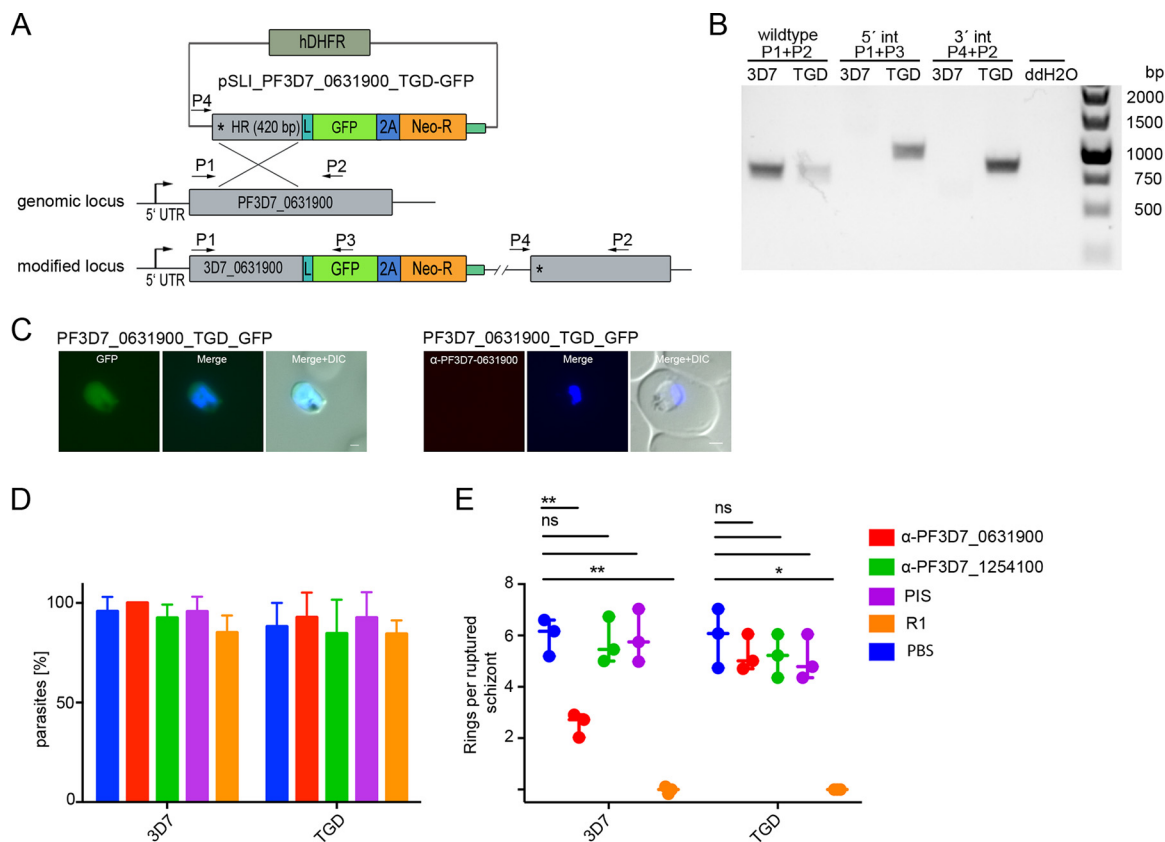 A
hDHFR
pSLI_PF3D7_0631900_TGD-GFP
P4
* HR (420 bp) L GFP 2A Neo-R
P1 P2
genomic locus
PF3D7_0631900
5' UTR
P1 P3 P4 P2
modified locus
3D7_0631900 L GFP 2A Neo-R // *
5' UTR
B
wildtype 5´ int 3´ int
P1+P2 P1+P3 P4+P2
3D7 TGD 3D7 TGD 3D7 TGD ddH2O bp
2000
1500
1000
750
500
C
PF3D7_0631900_TGD_GFP
GFP Merge Merge+DIC
PF3D7_0631900_TGD_GFP
α-PF3D7-0631900 Merge Merge+DIC
D
parasites [%]
100
50
0
3D7 TGD
E
Rings per ruptured
schizont
8
6
4
2
**
ns
**
ns
*
3D7 TGD
α-PF3D7_0631900
α-PF3D7_1254100
PIS
R1
PBS